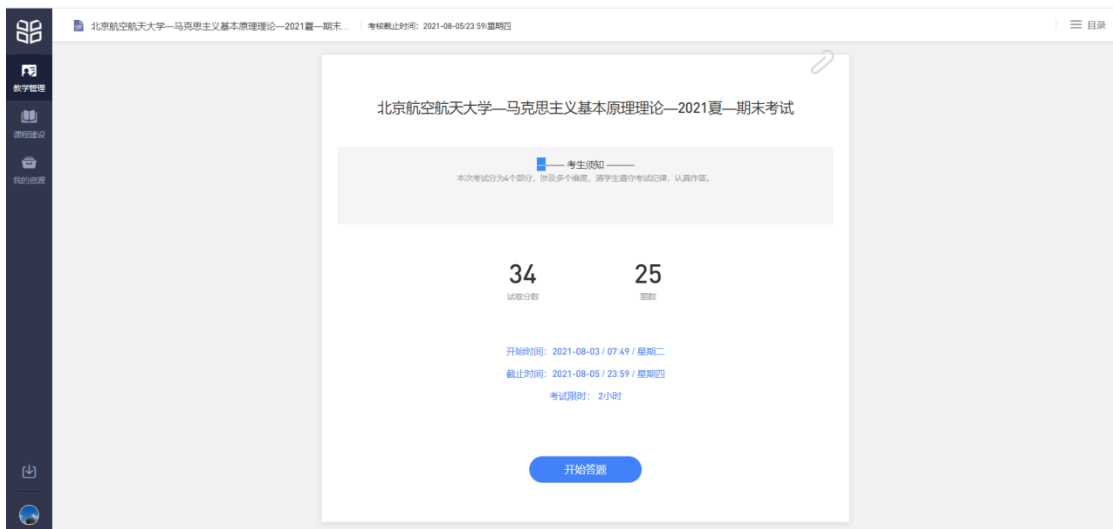 北京航空航天大学—马克思主义基本原理理论—2021夏—期末... 考核截止时间：2021-08-05/23:59/星期四
目录
教学管理
课程建设
我的资源
北京航空航天大学—马克思主义基本原理理论—2021夏—期末考试
——— 考生须知 ———
本次考试分为4个部分，涉及多个维度，请学生遵守考试纪律，认真作答。
34 25
试卷分数 题数
开始时间：2021-08-03 / 07:49 / 星期二
截止时间：2021-08-05 / 23:59 / 星期四
考试限时： 2小时
开始答题